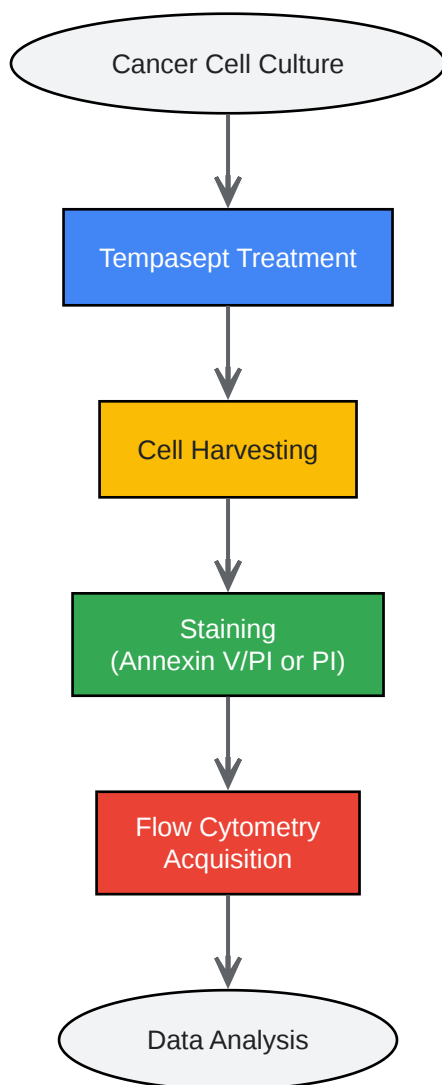 Cancer Cell Culture
Tempasept Treatment
Cell Harvesting
Staining
(Annexin V/PI or PI)
Flow Cytometry
Acquisition
Data Analysis